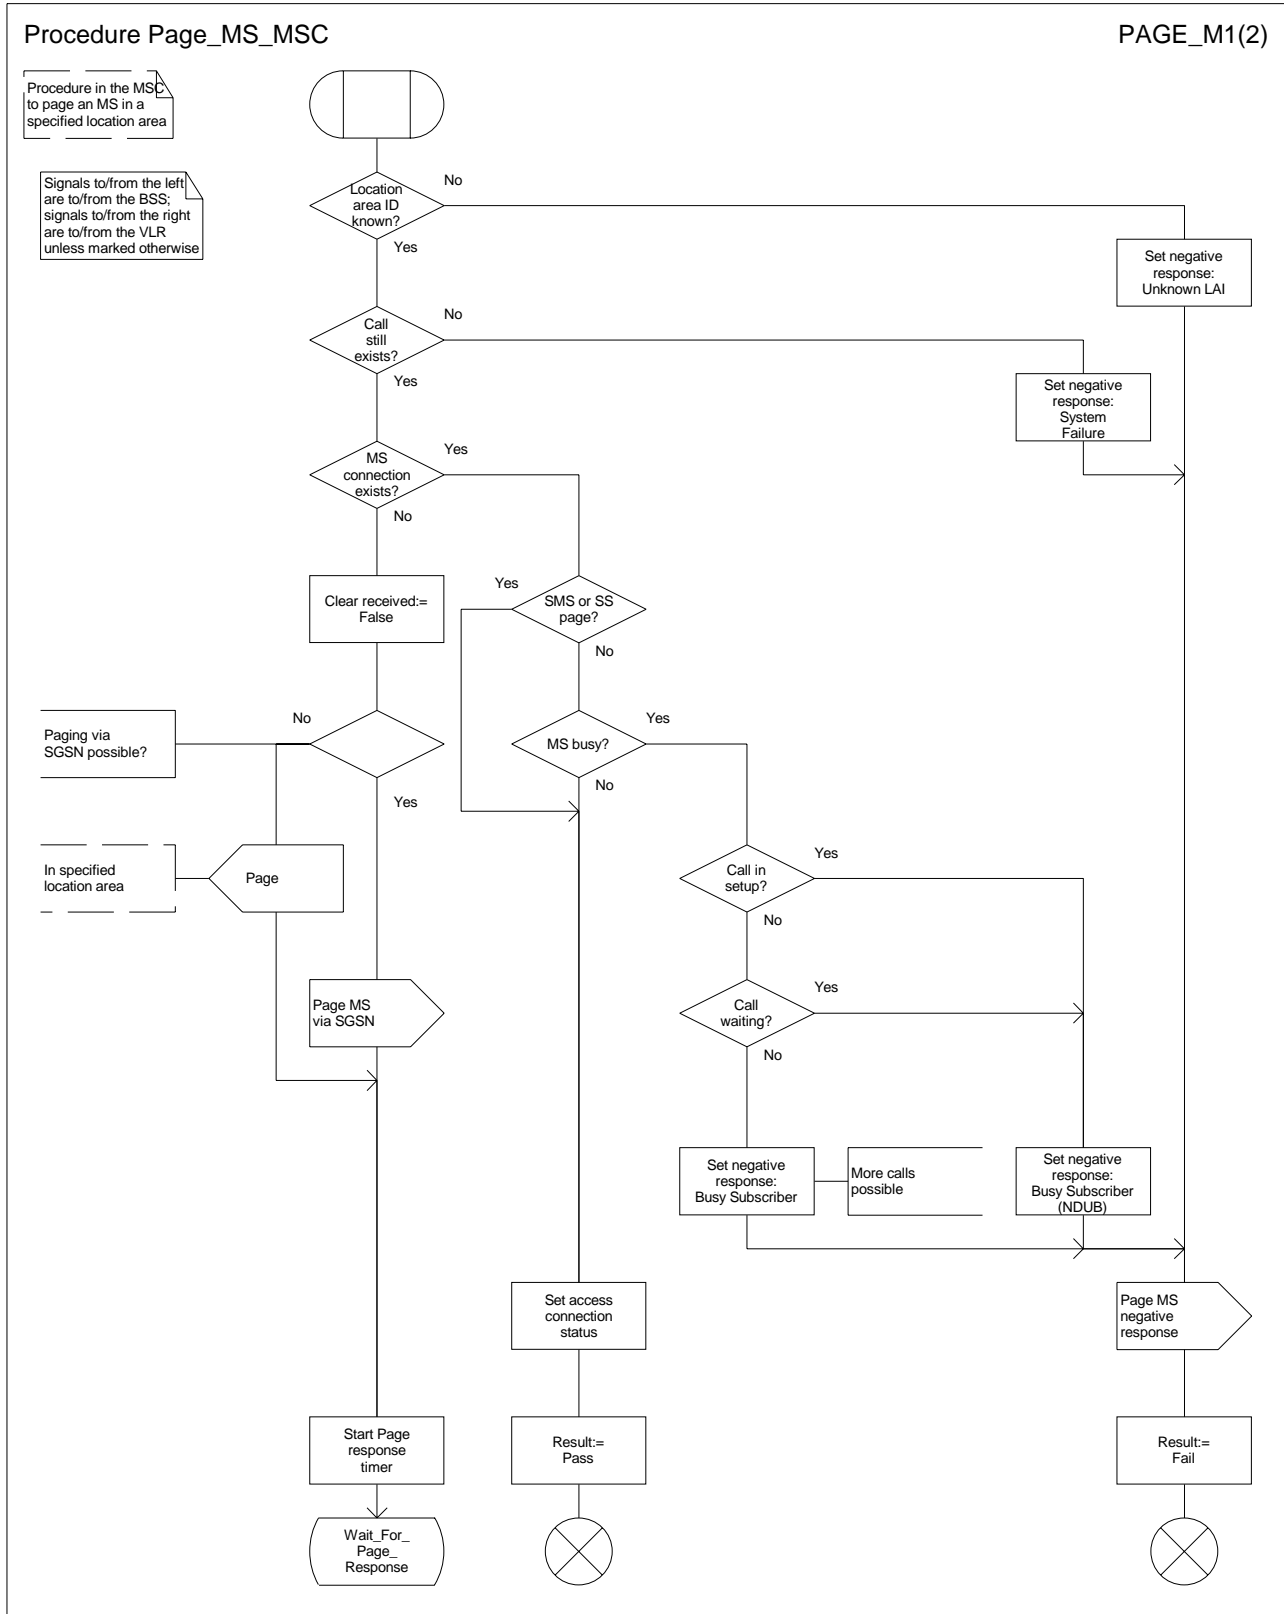 Procedure Page_MS_MSC
PAGE_M1(2)
Procedure in the MSC
to page an MS in a
specified location area
Signals to/from the left
are to/from the BSS;
signals to/from the right
are to/from the VLR
unless marked otherwise
Location
area ID
known?
No
Yes
Set negative
response:
Unknown LAI
Call
still
exists?
No
Yes
Set negative
response:
System
Failure
MS
connection
exists?
Yes
No
Clear received:=
False
Yes
SMS or SS
page?
No
Paging via
SGSN possible?
No
Yes
MS busy?
Yes
No
In specified
location area
Page
Call in
setup?
Yes
No
Page MS
via SGSN
Call
waiting?
Yes
No
Set negative
response:
Busy Subscriber
More calls
possible
Set negative
response:
Busy Subscriber
(NDUB)
Set access
connection
status
Page MS
negative
response
Start Page
response
timer
Result:=
Pass
Result:=
Fail
Wait_For_
Page_
Response